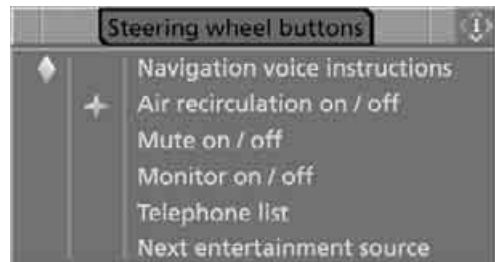 Steering wheel buttons
Navigation voice instructions
Air recirculation on / off
Mute on / off
Monitor on / off
Telephone list
Next entertainment source